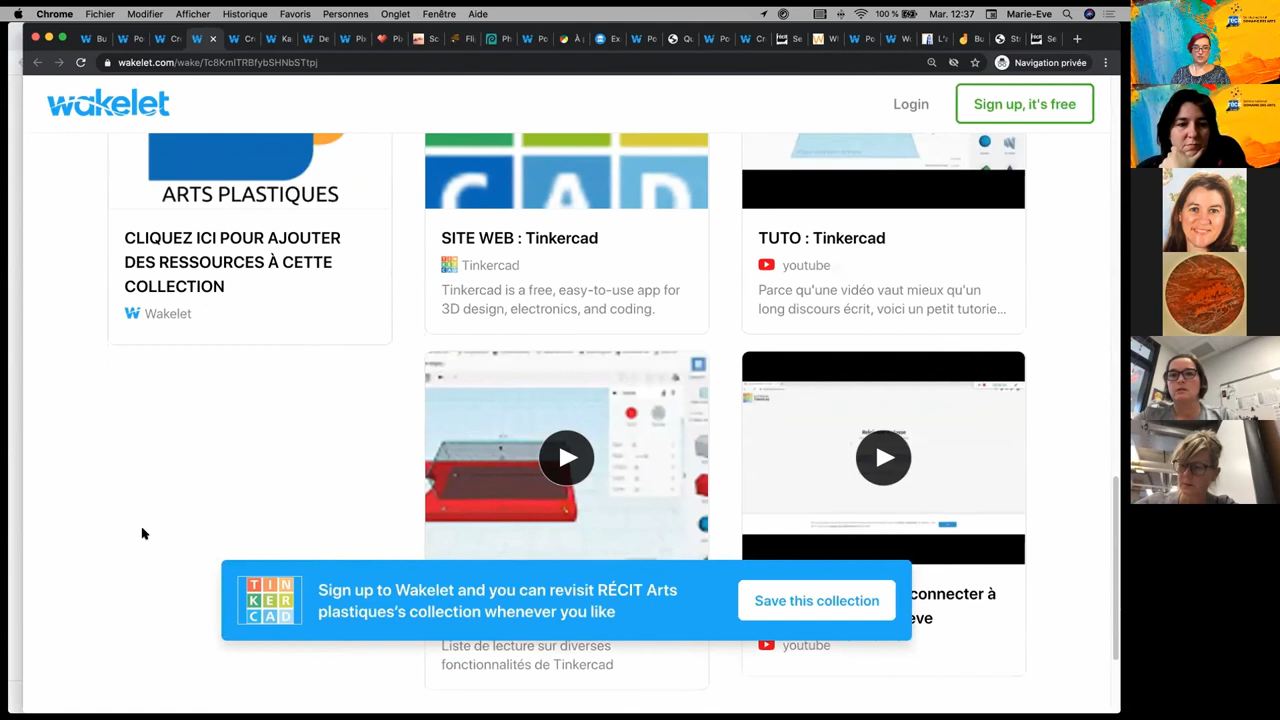 Chrome Fichier Modifier Afficher Historique Favoris Personnes Onglet Fenêtre Aide 100 % Mar. 12:37 Marie-Eve
wakelet.com/wake/Tc8KmITRBfybSHNbSTtpj
Navigation privée
wakelet
Login
Sign up, it's free
ARTS PLASTIQUES
CLIQUEZ ICI POUR AJOUTER
DES RESSOURCES À CETTE
COLLECTION
Wakelet
CAD
SITE WEB : Tinkercad
Tinkercad
Tinkercad is a free, easy-to-use app for
3D design, electronics, and coding.
TUTO : Tinkercad
youtube
Parce qu'une vidéo vaut mieux qu'un
long discours écrit, voici un petit tutorie...
TIN
KER
CAD
Sign up to Wakelet and you can revisit RÉCIT Arts
plastiques's collection whenever you like
Save this collection
connecter à
youtube
Liste de lecture sur diverses
fonctionnalités de Tinkercad